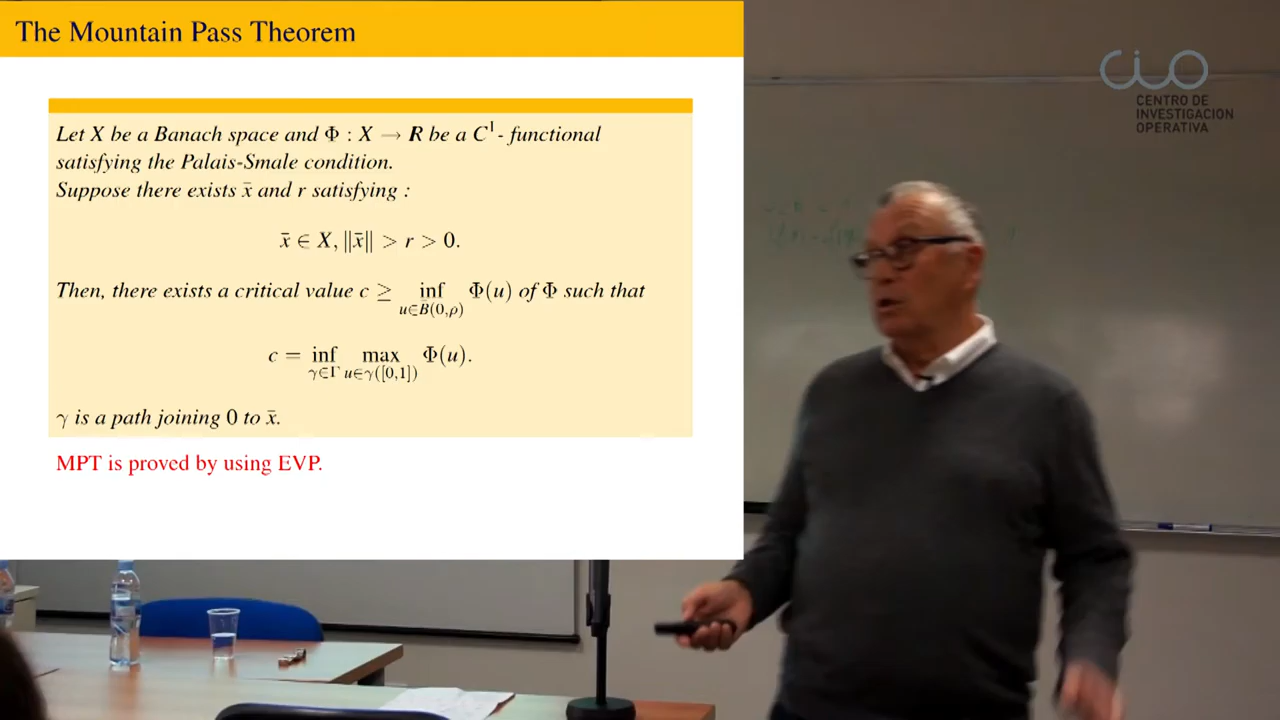 The Mountain Pass Theorem
Let X be a Banach space and Φ : X → R be a C¹- functional
satisfying the Palais-Smale condition.
Suppose there exists x̄ and r satisfying :
x̄ ∈ X, ‖x̄‖ > r > 0.
Then, there exists a critical value c ≥ inf Φ(u) of Φ such that
u∈B(0,ρ)
c = inf max Φ(u).
γ∈Γ u∈γ([0,1])
γ is a path joining 0 to x̄.
MPT is proved by using EVP.
cio
CENTRO DE
INVESTIGACION
OPERATIVA